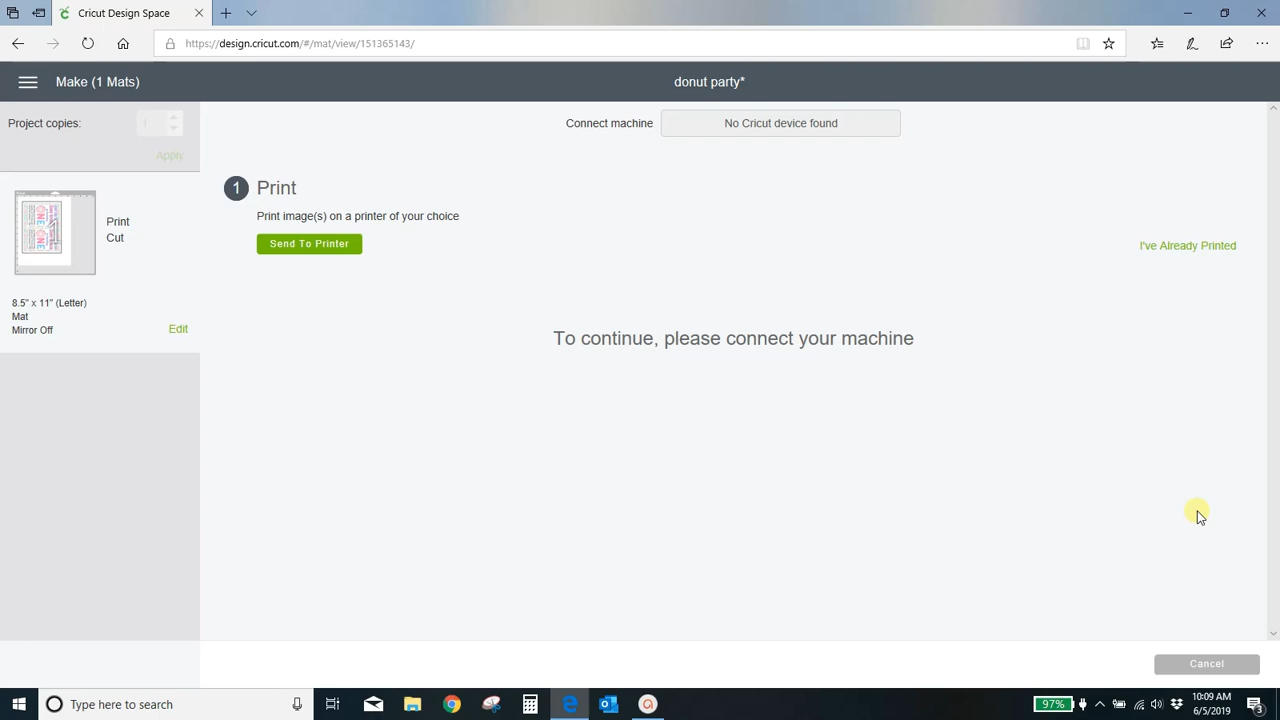 Cricut Design Space
https://design.cricut.com/#/mat/view/151365143/
Make (1 Mats)
donut party*
Project copies:
1
Apply
Connect machine
No Cricut device found
1 Print
Print image(s) on a printer of your choice
Send To Printer
I've Already Printed
Print
Cut
8.5" x 11" (Letter)
Mat
Mirror Off
Edit
To continue, please connect your machine
Cancel
Type here to search
97%
10:09 AM
6/5/2019
3